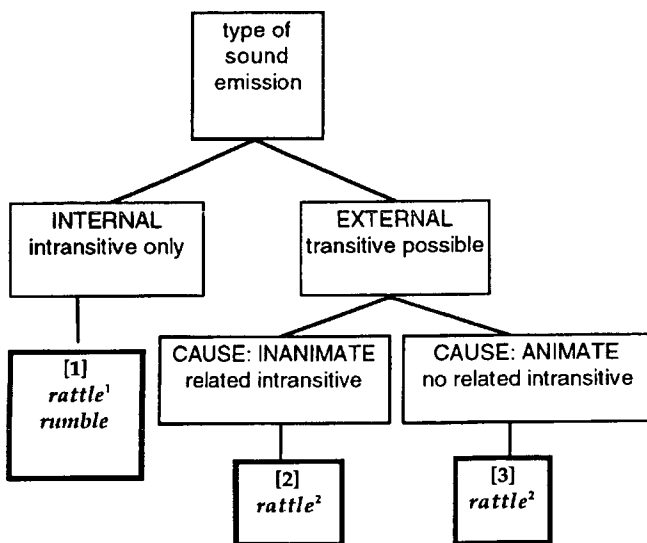 type of
sound
emission
INTERNAL
intransitive only
EXTERNAL
transitive possible
[1]
rattle¹
rumble
CAUSE: INANIMATE
related intransitive
CAUSE: ANIMATE
no related intransitive
[2]
rattle²
[3]
rattle²